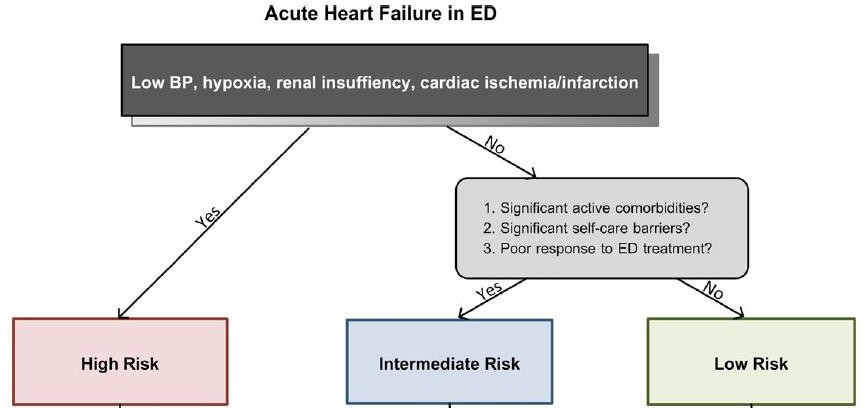 Acute Heart Failure in ED
Low BP, hypoxia, renal insuffiency, cardiac ischemia/infarction
No
Yes
1. Significant active comorbidities?
2. Significant self-care barriers?
3. Poor response to ED treatment?
Yes
No
High Risk
Intermediate Risk
Low Risk